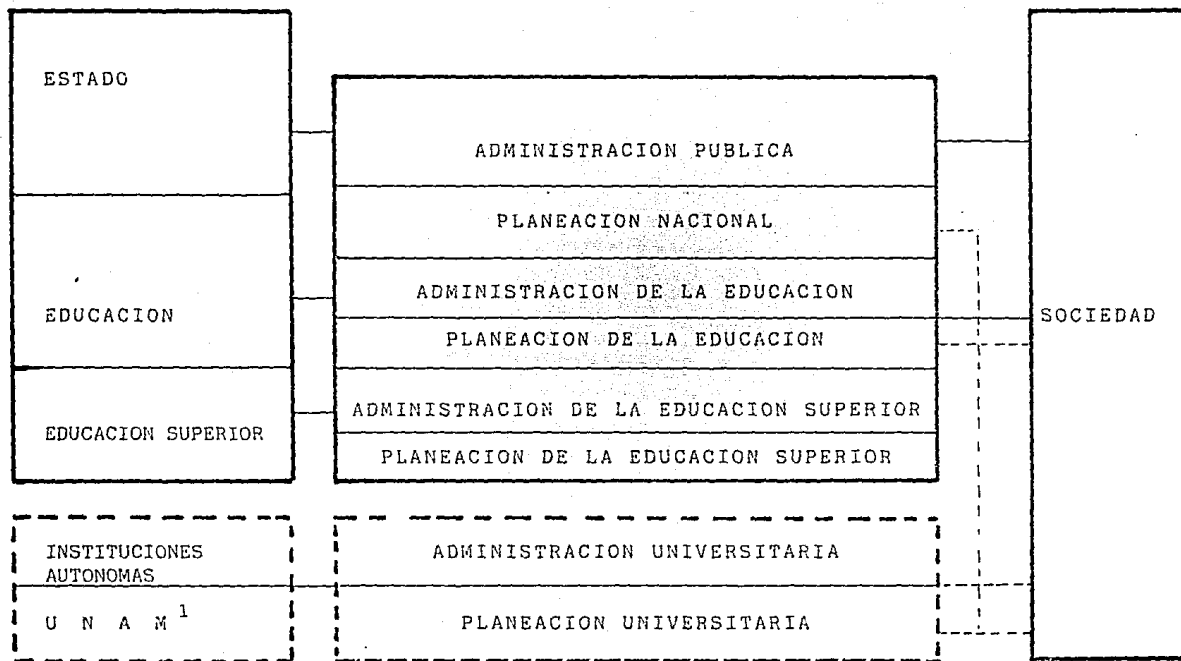 ESTADO
EDUCACION
EDUCACION SUPERIOR
INSTITUCIONES
AUTONOMAS
U N A M 1
ADMINISTRACION PUBLICA
PLANEACION NACIONAL
ADMINISTRACION DE LA EDUCACION
PLANEACION DE LA EDUCACION
ADMINISTRACION DE LA EDUCACION SUPERIOR
PLANEACION DE LA EDUCACION SUPERIOR
ADMINISTRACION UNIVERSITARIA
PLANEACION UNIVERSITARIA
SOCIEDAD